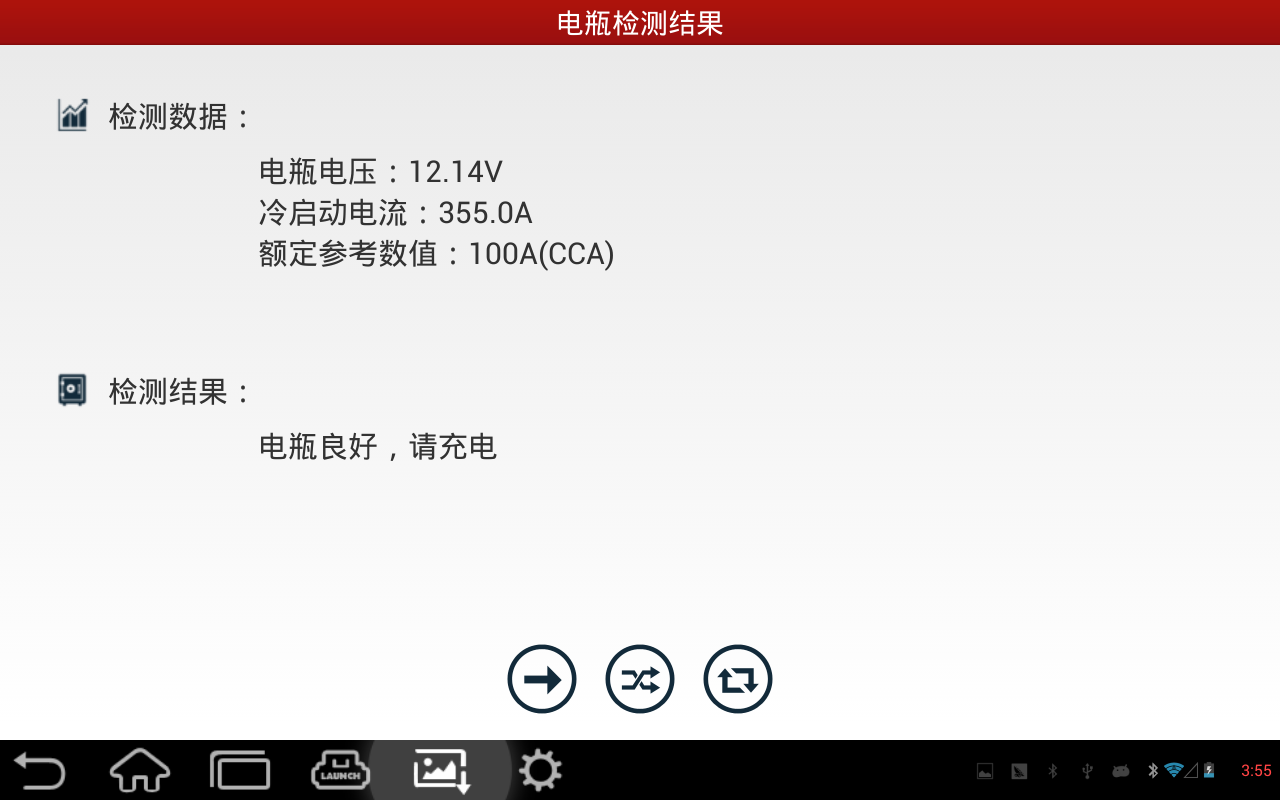 电瓶检测结果
检测数据：
电瓶电压：12.14V
冷启动电流：355.0A
额定参考数值：100A(CCA)
检测结果：
电瓶良好，请充电
LAUNCH
3:55